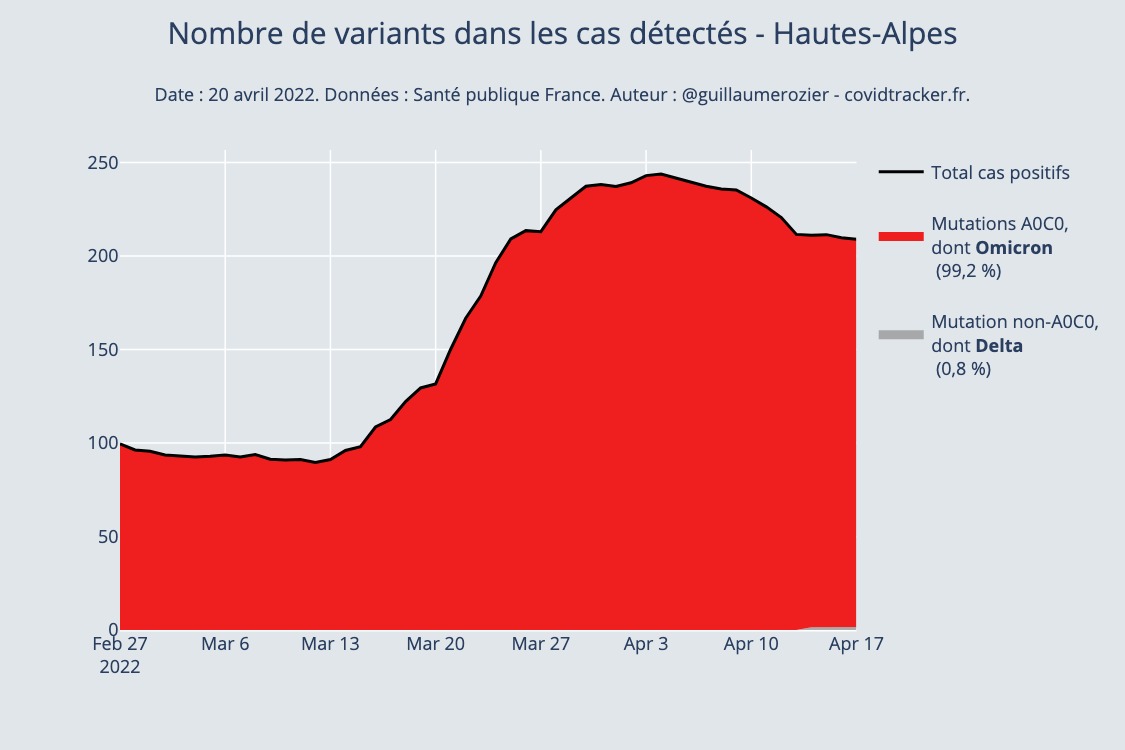 Nombre de variants dans les cas détectés - Hautes-Alpes
Date : 20 avril 2022. Données : Santé publique France. Auteur : @guillaumerozier - covidtracker.fr.
250
200
150
100
50
0
Feb 27
2022
Mar 6
Mar 13
Mar 20
Mar 27
Apr 3
Apr 10
Apr 17
Total cas positifs
Mutations A0C0,
dont Omicron
(99,2 %)
Mutation non-A0C0,
dont Delta
(0,8 %)